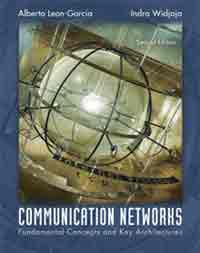 Alberto Leon-Garcia Indra Widjaja
Second Edition
COMMUNICATION NETWORKS
Fundamental Concepts and Key Architectures